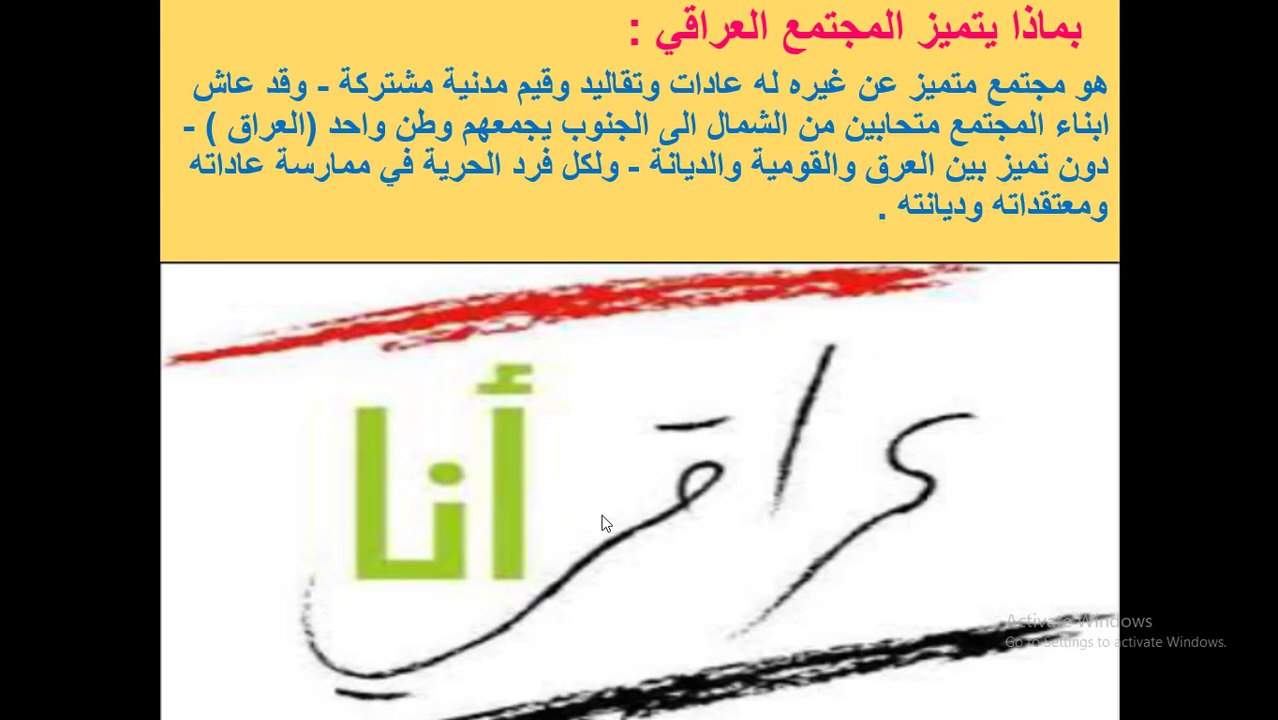 بماذا يتميز المجتمع العراقي :
هو مجتمع متميز عن غيره له عادات وتقاليد وقيم مدنية مشتركة - وقد عاش
ابناء المجتمع متحابين من الشمال الى الجنوب يجمعهم وطن واحد (العراق ) -
دون تميز بين العرق والقومية والديانة - ولكل فرد الحرية في ممارسة عاداته
ومعتقداته وديانته .
أنا
عراقي
Activate Windows
Go to Settings to activate Windows.